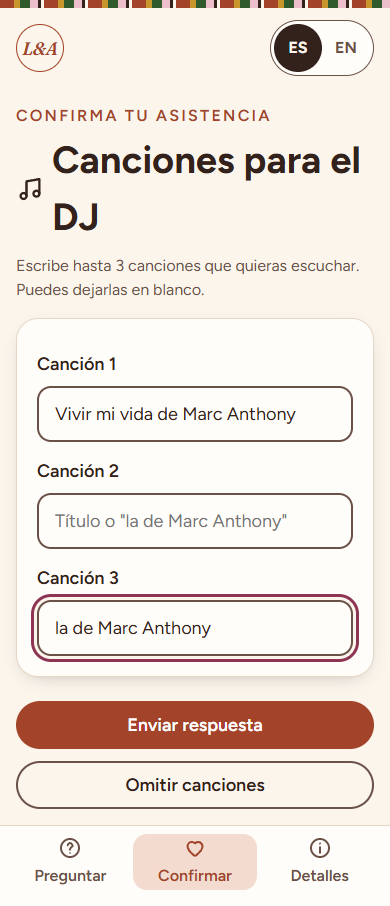 L&A
ES EN
CONFIRMA TU ASISTENCIA
Canciones para el
DJ
Escribe hasta 3 canciones que quieras escuchar.
Puedes dejarlas en blanco.
Canción 1
Vivir mi vida de Marc Anthony
Canción 2
Título o "la de Marc Anthony"
Canción 3
la de Marc Anthony
Enviar respuesta
Omitir canciones
Preguntar Confirmar Detalles